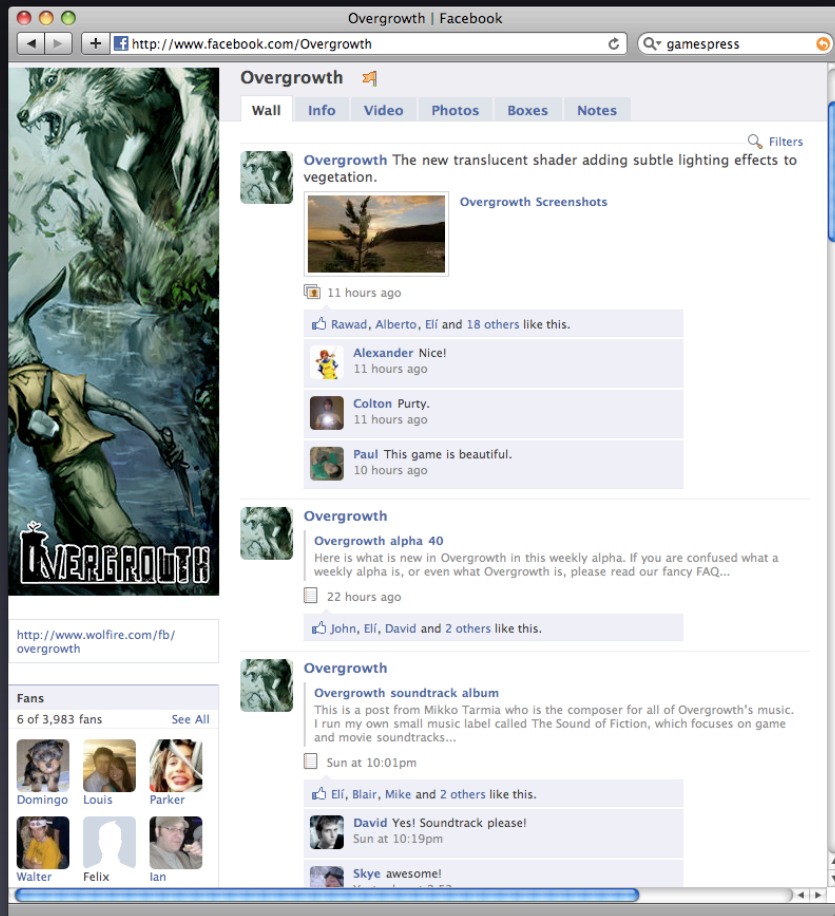 Overgrowth | Facebook
http://www.facebook.com/Overgrowth
gamespress
Overgrowth
Wall Info Video Photos Boxes Notes
Filters
Overgrowth The new translucent shader adding subtle lighting effects to
vegetation.
Overgrowth Screenshots
11 hours ago
Rawad, Alberto, Elí and 18 others like this.
Alexander Nice!
11 hours ago
Colton Purty.
11 hours ago
Paul This game is beautiful.
10 hours ago
Overgrowth
Overgrowth alpha 40
Here is what is new in Overgrowth in this weekly alpha. If you are confused what a
weekly alpha is, or even what Overgrowth is, please read our fancy FAQ...
22 hours ago
John, Elí, David and 2 others like this.
Overgrowth
Overgrowth soundtrack album
This is a post from Mikko Tarmia who is the composer for all of Overgrowth's music.
I run my own small music label called The Sound of Fiction, which focuses on game
and movie soundtracks...
Sun at 10:01pm
Elí, Blair, Mike and 2 others like this.
David Yes! Soundtrack please!
Sun at 10:19pm
Skye awesome!
OVERGROWTH
http://www.wolfire.com/fb/
overgrowth
Fans
6 of 3,983 fans See All
Domingo Louis Parker
Walter Felix Ian